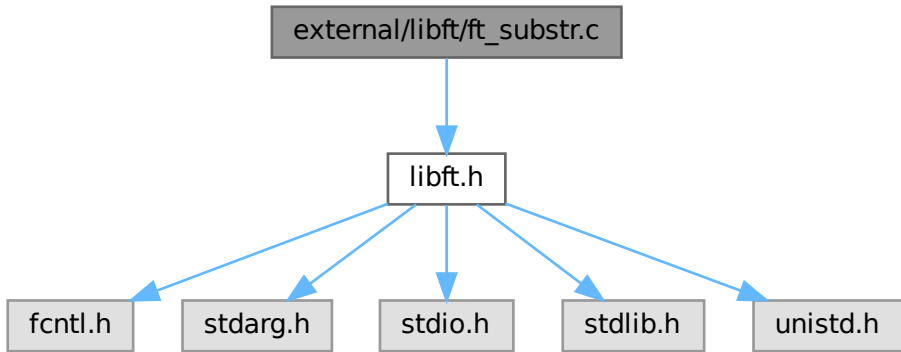 external/libft/ft_substr.c
libft.h
fcntl.h
stdarg.h
stdio.h
stdlib.h
unistd.h